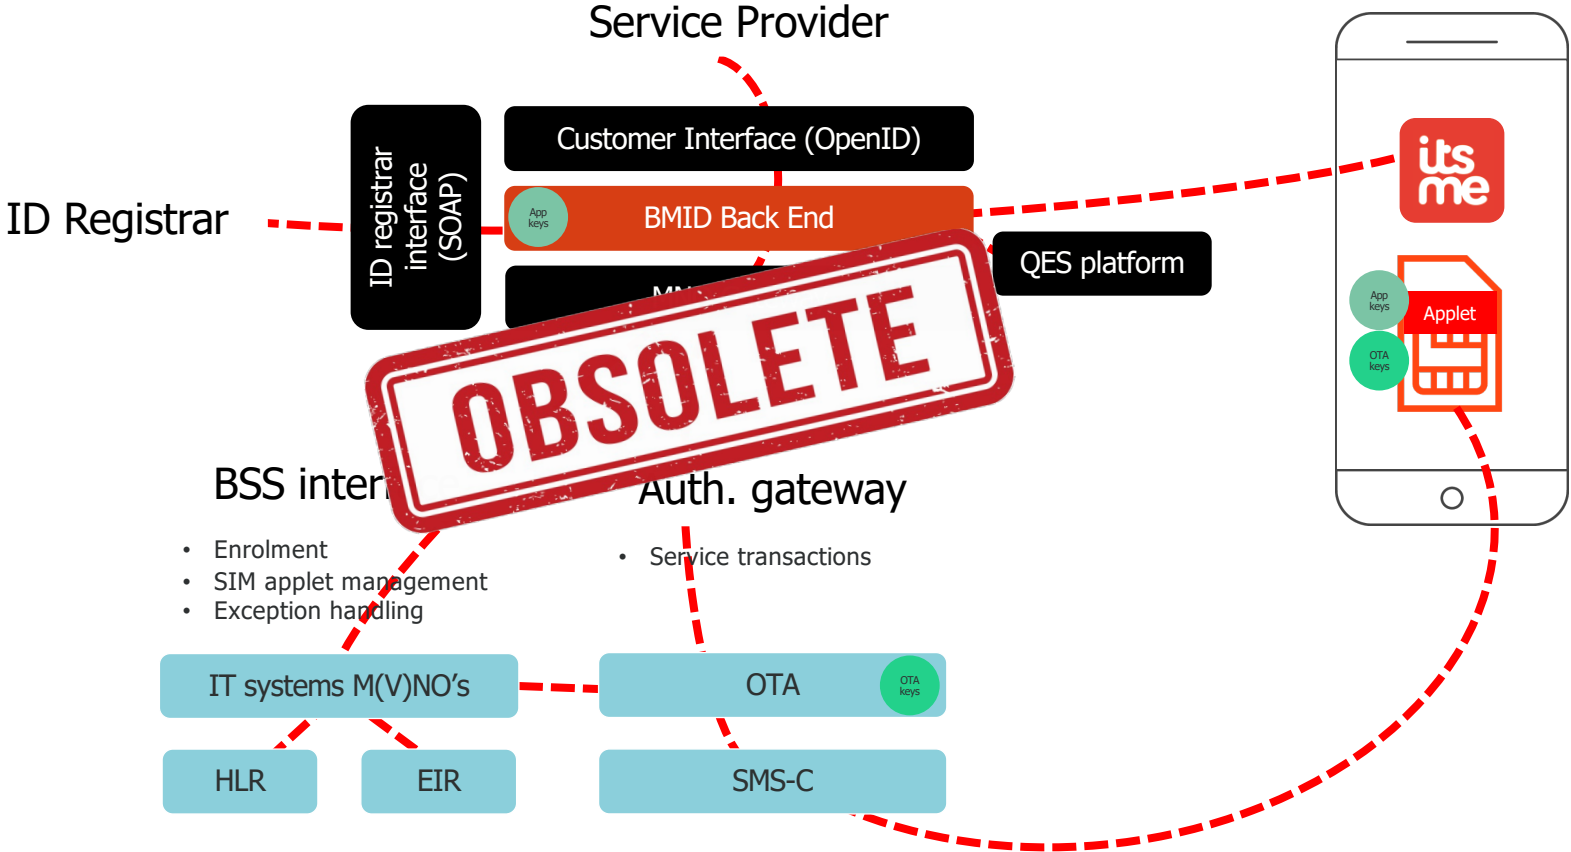 Service Provider
Customer Interface (OpenID)
ID registrar
interface
(SOAP)
its
me
ID Registrar
App
keys
BMID Back End
QES platform
App
keys
Applet
OTA
keys
OBSOLETE
BSS
Auth. gateway
• Enrolment
• SIM applet management
• Exception handling
• Service transactions
IT systems M(V)NO’s
OTA
OTA
keys
HLR
EIR
SMS-C